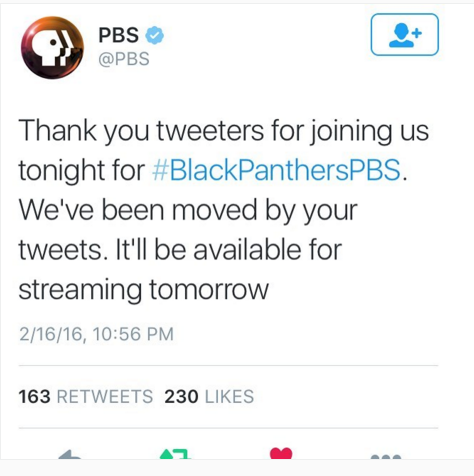 PBS
@PBS
Thank you tweeters for joining us
tonight for #BlackPanthersPBS.
We've been moved by your
tweets. It'll be available for
streaming tomorrow
2/16/16, 10:56 PM
163 RETWEETS 230 LIKES